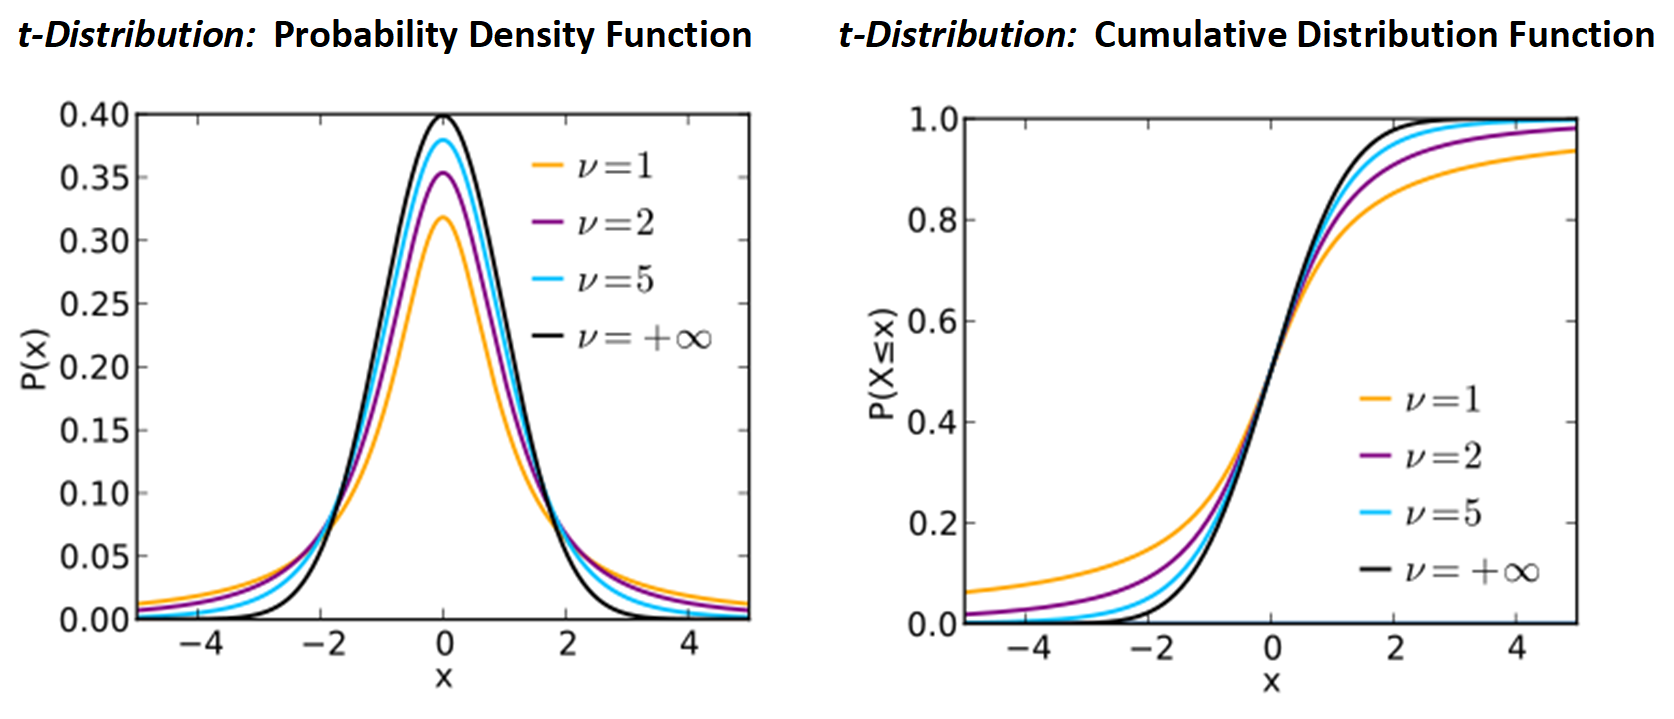 t-Distribution: Probability Density Function
0.40
0.35
0.30
0.25
0.20
0.15
0.10
0.05
0.00
P(x)
−4 −2 0 2 4
x
ν=1
ν=2
ν=5
ν=+∞
t-Distribution: Cumulative Distribution Function
1.0
0.8
0.6
0.4
0.2
0.0
P(X≤x)
−4 −2 0 2 4
x
ν=1
ν=2
ν=5
ν=+∞